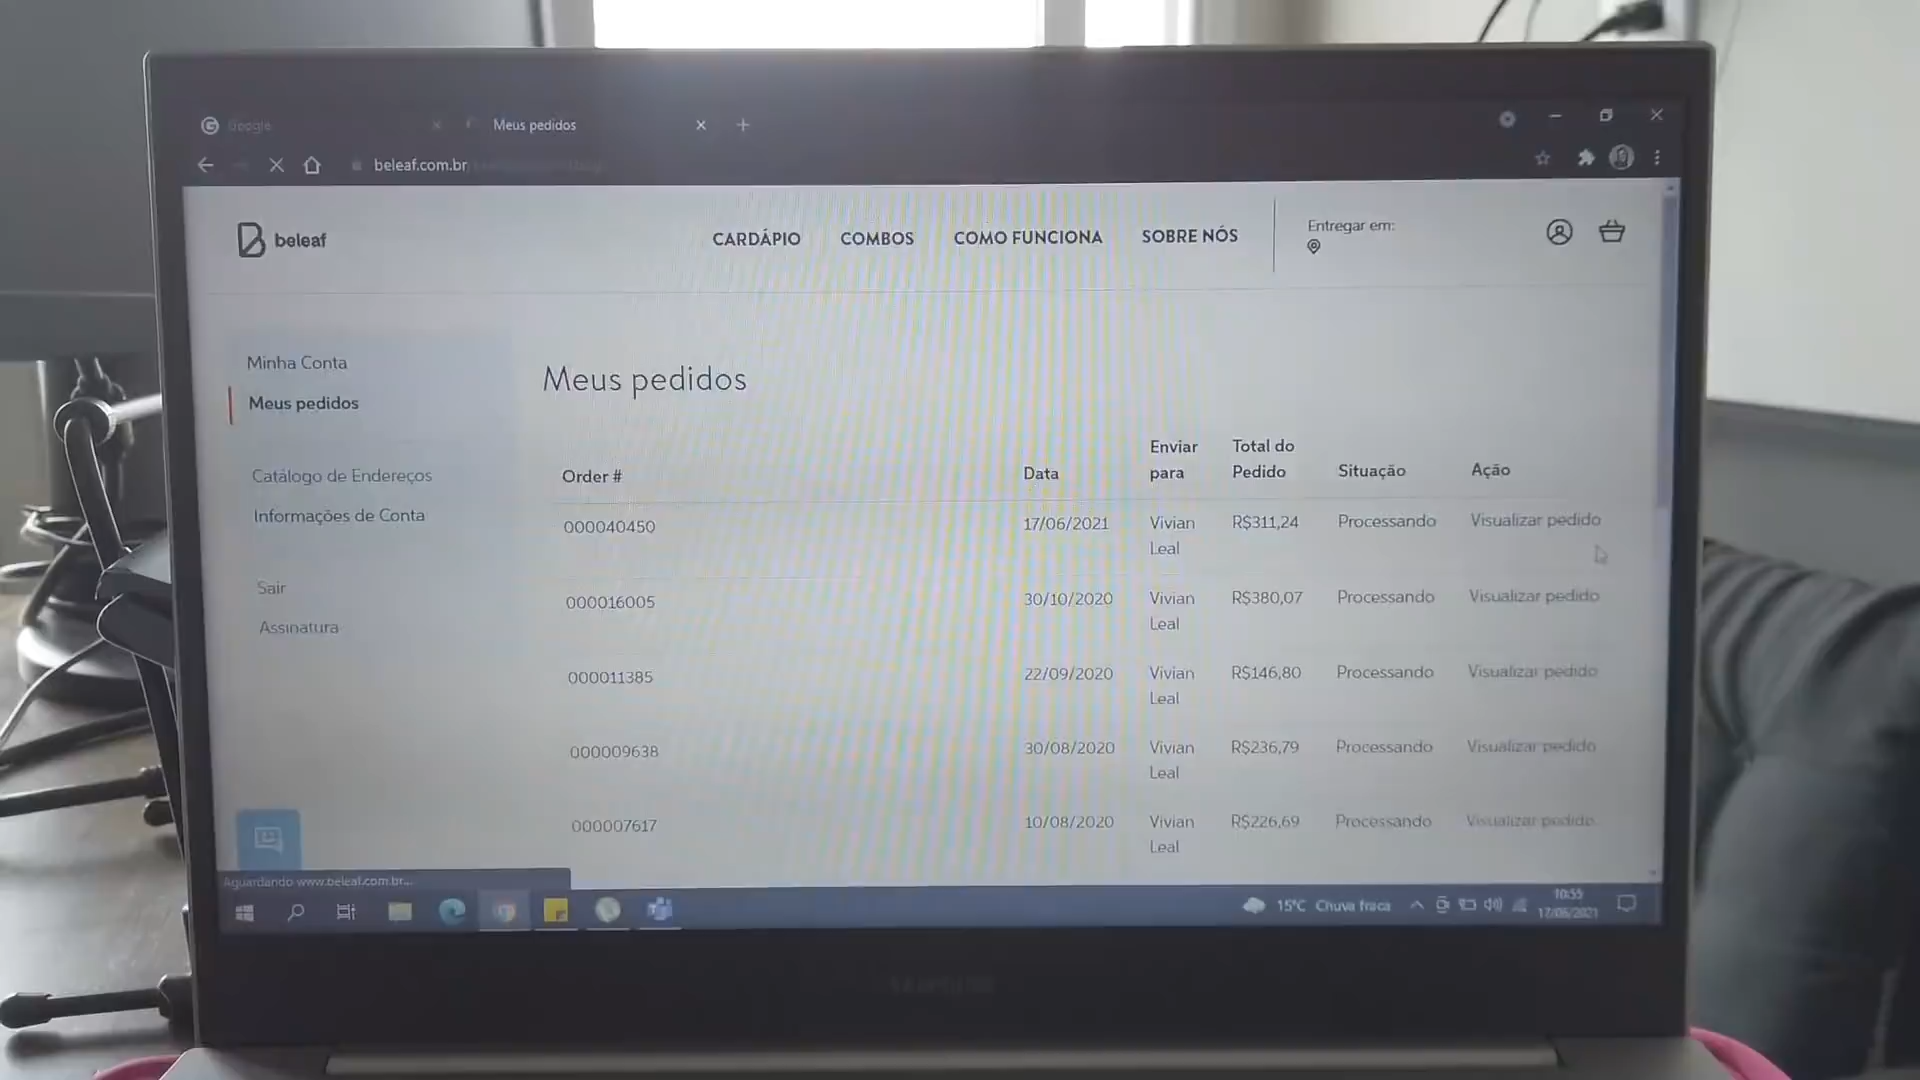 Google
Meus pedidos
beleaf.com.br
beleaf
CARDÁPIO COMBOS COMO FUNCIONA SOBRE NÓS
Entregar em:
Minha Conta
Meus pedidos
Catálogo de Endereços
Informações de Conta
Sair
Assinatura
Meus pedidos
Order # Data Enviar para Total do Pedido Situação Ação
000040450 17/06/2021 Vivian Leal R$311,24 Processando Visualizar pedido
000016005 30/10/2020 Vivian Leal R$380,07 Processando Visualizar pedido
000011385 22/09/2020 Vivian Leal R$146,80 Processando Visualizar pedido
000009638 30/08/2020 Vivian Leal R$236,79 Processando Visualizar pedido
000007617 10/08/2020 Vivian Leal R$226,69 Processando Visualizar pedido
Aguardando www.beleaf.com.br...
15°C Chuva fraca
10:55
17/06/2021